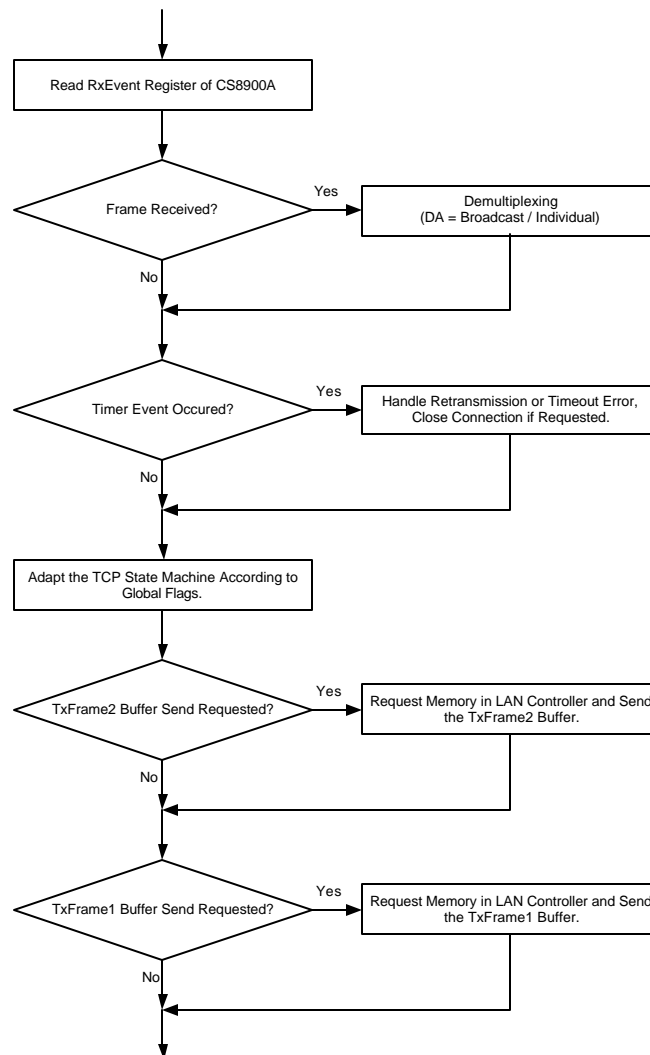 Read RxEvent Register of CS8900A
Frame Received?
Yes
Demultiplexing
(DA = Broadcast / Individual)
No
Timer Event Occured?
Yes
Handle Retransmission or Timeout Error,
Close Connection if Requested.
No
Adapt the TCP State Machine According to
Global Flags.
TxFrame2 Buffer Send Requested?
Yes
Request Memory in LAN Controller and Send
the TxFrame2 Buffer.
No
TxFrame1 Buffer Send Requested?
Yes
Request Memory in LAN Controller and Send
the TxFrame1 Buffer.
No